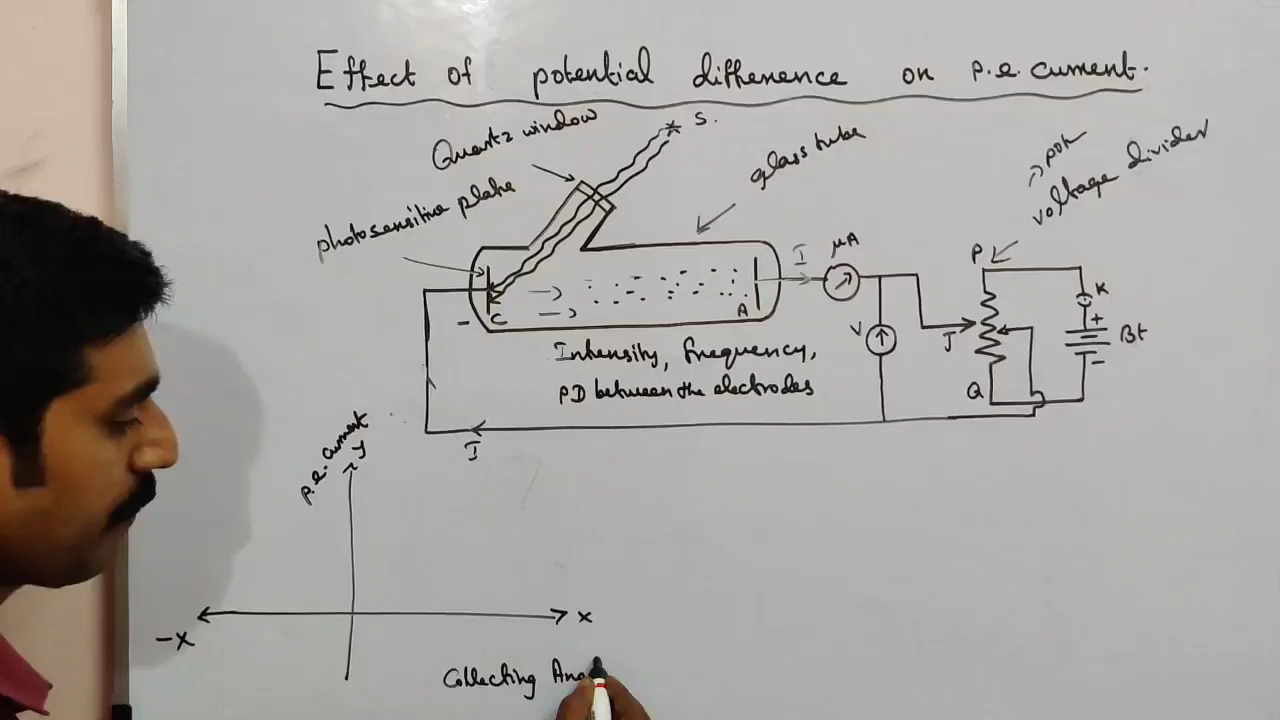 Effect of potential difference on p.e. current.
Quartz window
S.
glass tube
pot
voltage divider
photosensitive plate
I
μA
P
K
+
Bt
-
V
J
Q
- C
A
Intensity, frequency,
PD between the electrodes
I
p.e. current
y
x
-x
Collecting